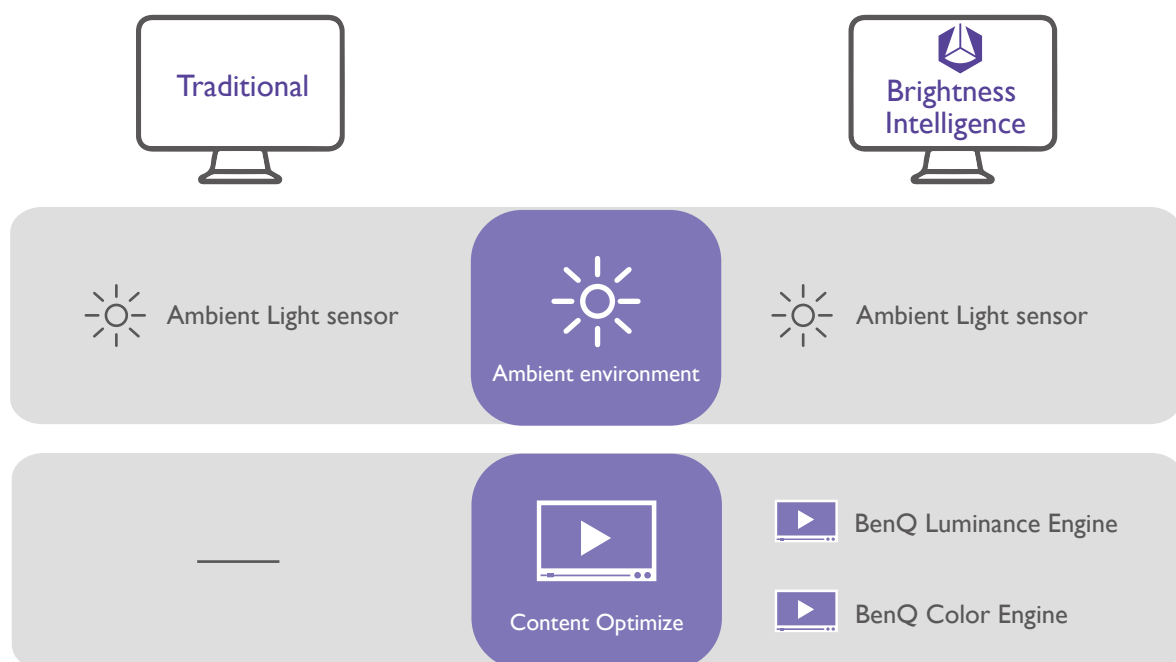 Traditional
Brightness
Intelligence
Ambient Light sensor
Ambient environment
Ambient Light sensor
Content Optimize
BenQ Luminance Engine
BenQ Color Engine